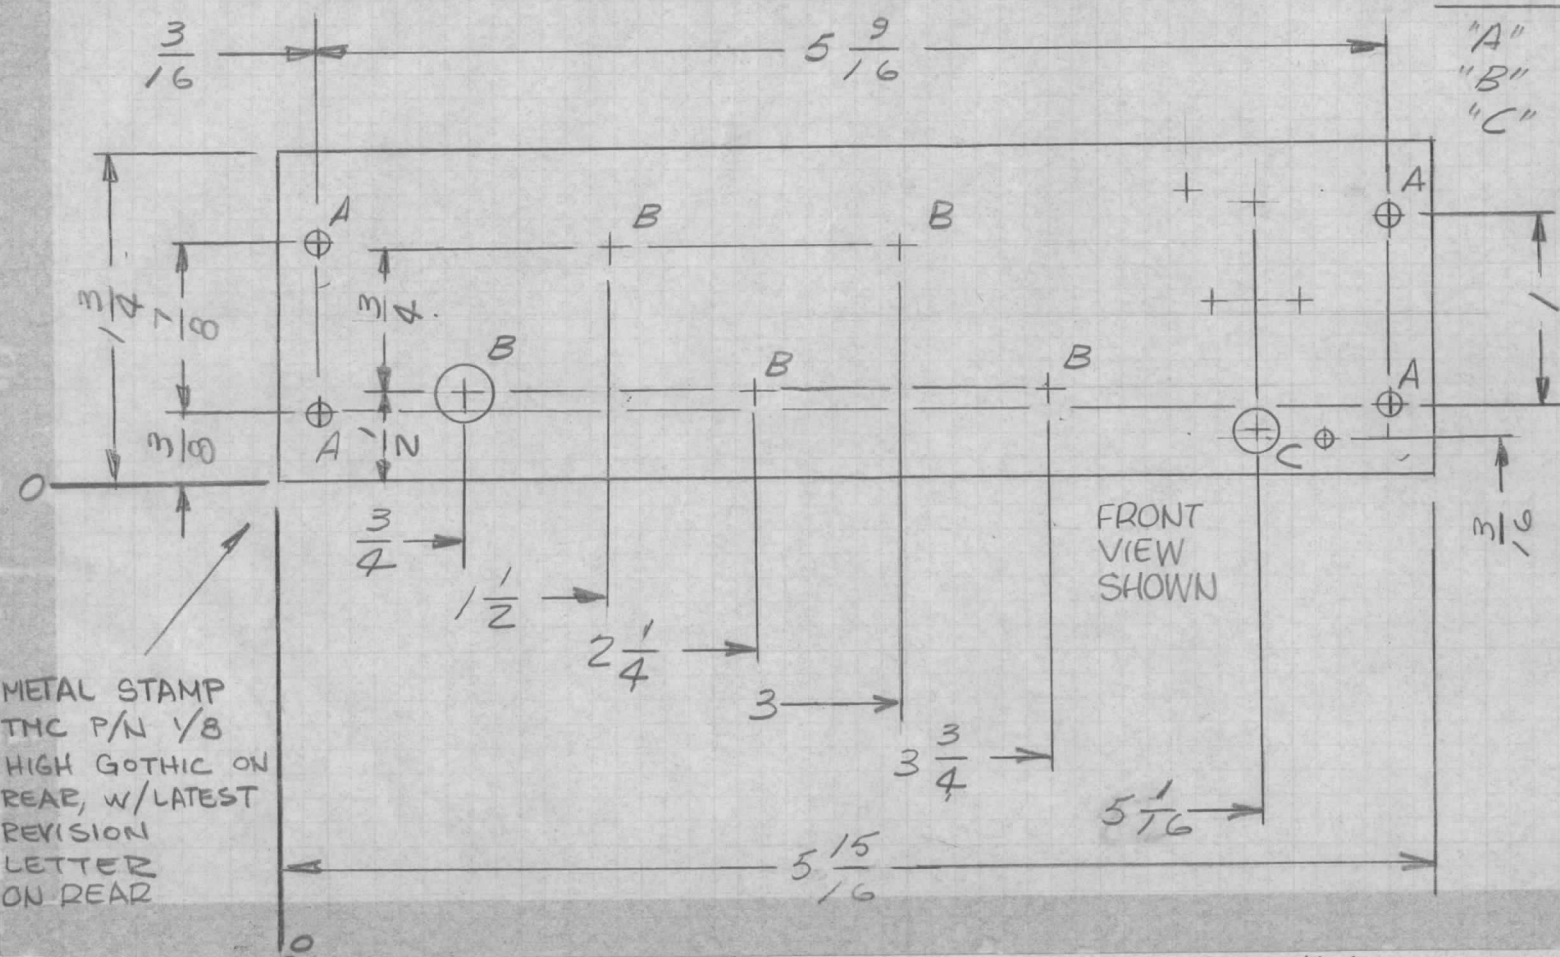 3/16
5 9/16
"A"
"B"
"C"
A
B
B
A
1 3/4
7/8
3/4
1
B
B
B
A
3/8
A
1/2
C
O
3/4
FRONT
VIEW
SHOWN
3/16
1 1/2
2 1/4
METAL STAMP
TMC P/N 1/8
HIGH GOTHIC ON
REAR, W/LATEST
REVISION
LETTER
ON REAR
3
3 3/4
5 1/16
5 15/16
O